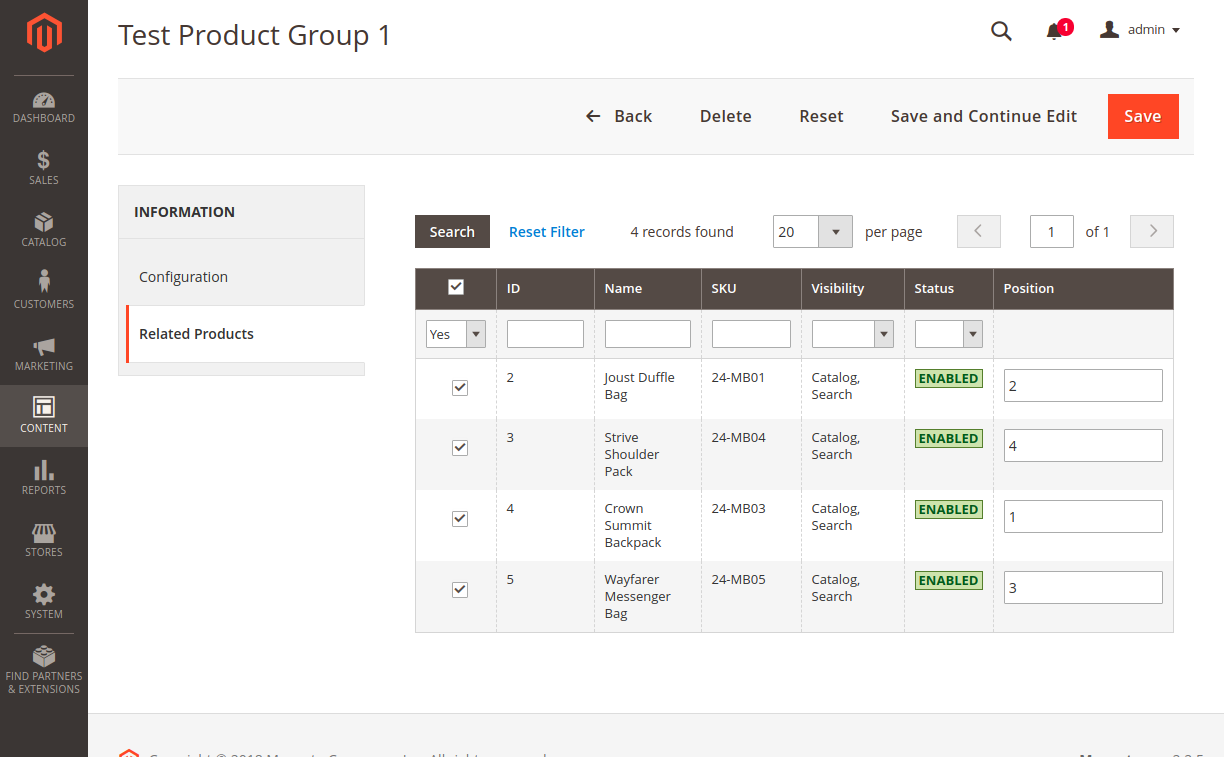 Test Product Group 1
1
admin
DASHBOARD
SALES
CATALOG
CUSTOMERS
MARKETING
CONTENT
REPORTS
STORES
SYSTEM
FIND PARTNERS
& EXTENSIONS
Back Delete Reset Save and Continue Edit Save
INFORMATION
Configuration
Related Products
Search Reset Filter 4 records found 20 per page 1 of 1
ID Name SKU Visibility Status Position
Yes
2 Joust Duffle Bag 24-MB01 Catalog, Search ENABLED 2
3 Strive Shoulder Pack 24-MB04 Catalog, Search ENABLED 4
4 Crown Summit Backpack 24-MB03 Catalog, Search ENABLED 1
5 Wayfarer Messenger Bag 24-MB05 Catalog, Search ENABLED 3